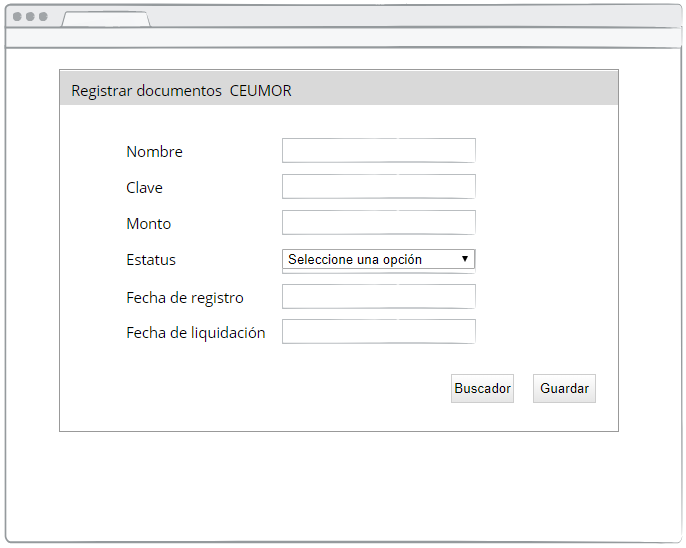 Registrar documentos CEUMOR
Nombre
Clave
Monto
Estatus Seleccione una opción
Fecha de registro
Fecha de liquidación
Buscador Guardar